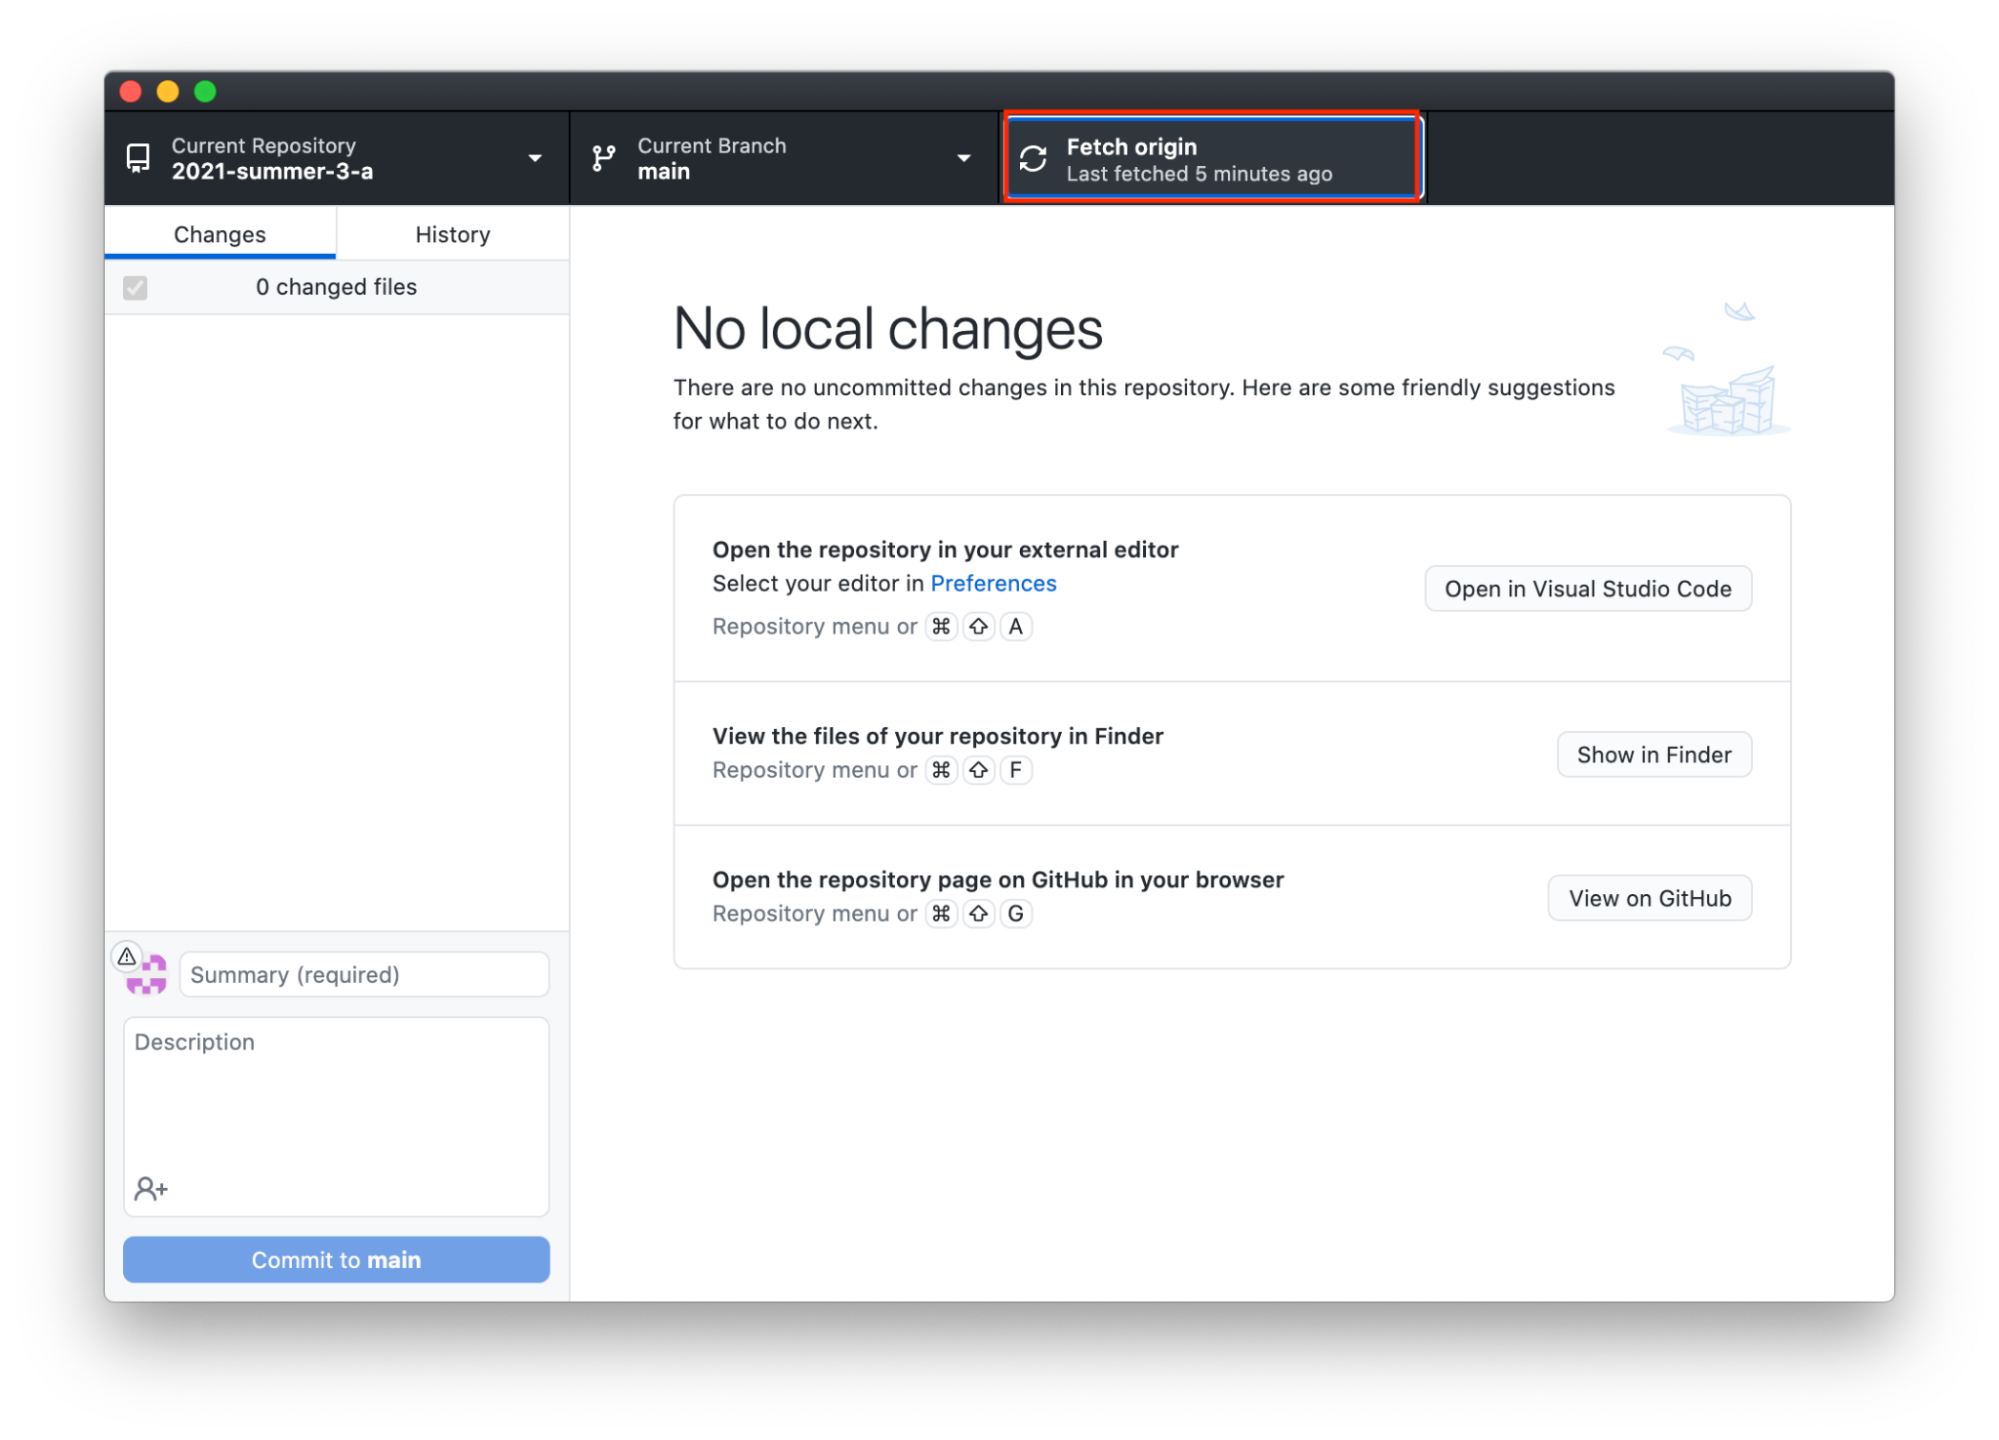 Current Repository
2021-summer-3-a
Current Branch
main
Fetch origin
Last fetched 5 minutes ago
Changes
History
0 changed files
No local changes
There are no uncommitted changes in this repository. Here are some friendly suggestions
for what to do next.
Open the repository in your external editor
Select your editor in Preferences
Repository menu or ⌘ ⇧ A
Open in Visual Studio Code
View the files of your repository in Finder
Repository menu or ⌘ ⇧ F
Show in Finder
Open the repository page on GitHub in your browser
Repository menu or ⌘ ⇧ G
View on GitHub
Summary (required)
Description
Commit to main